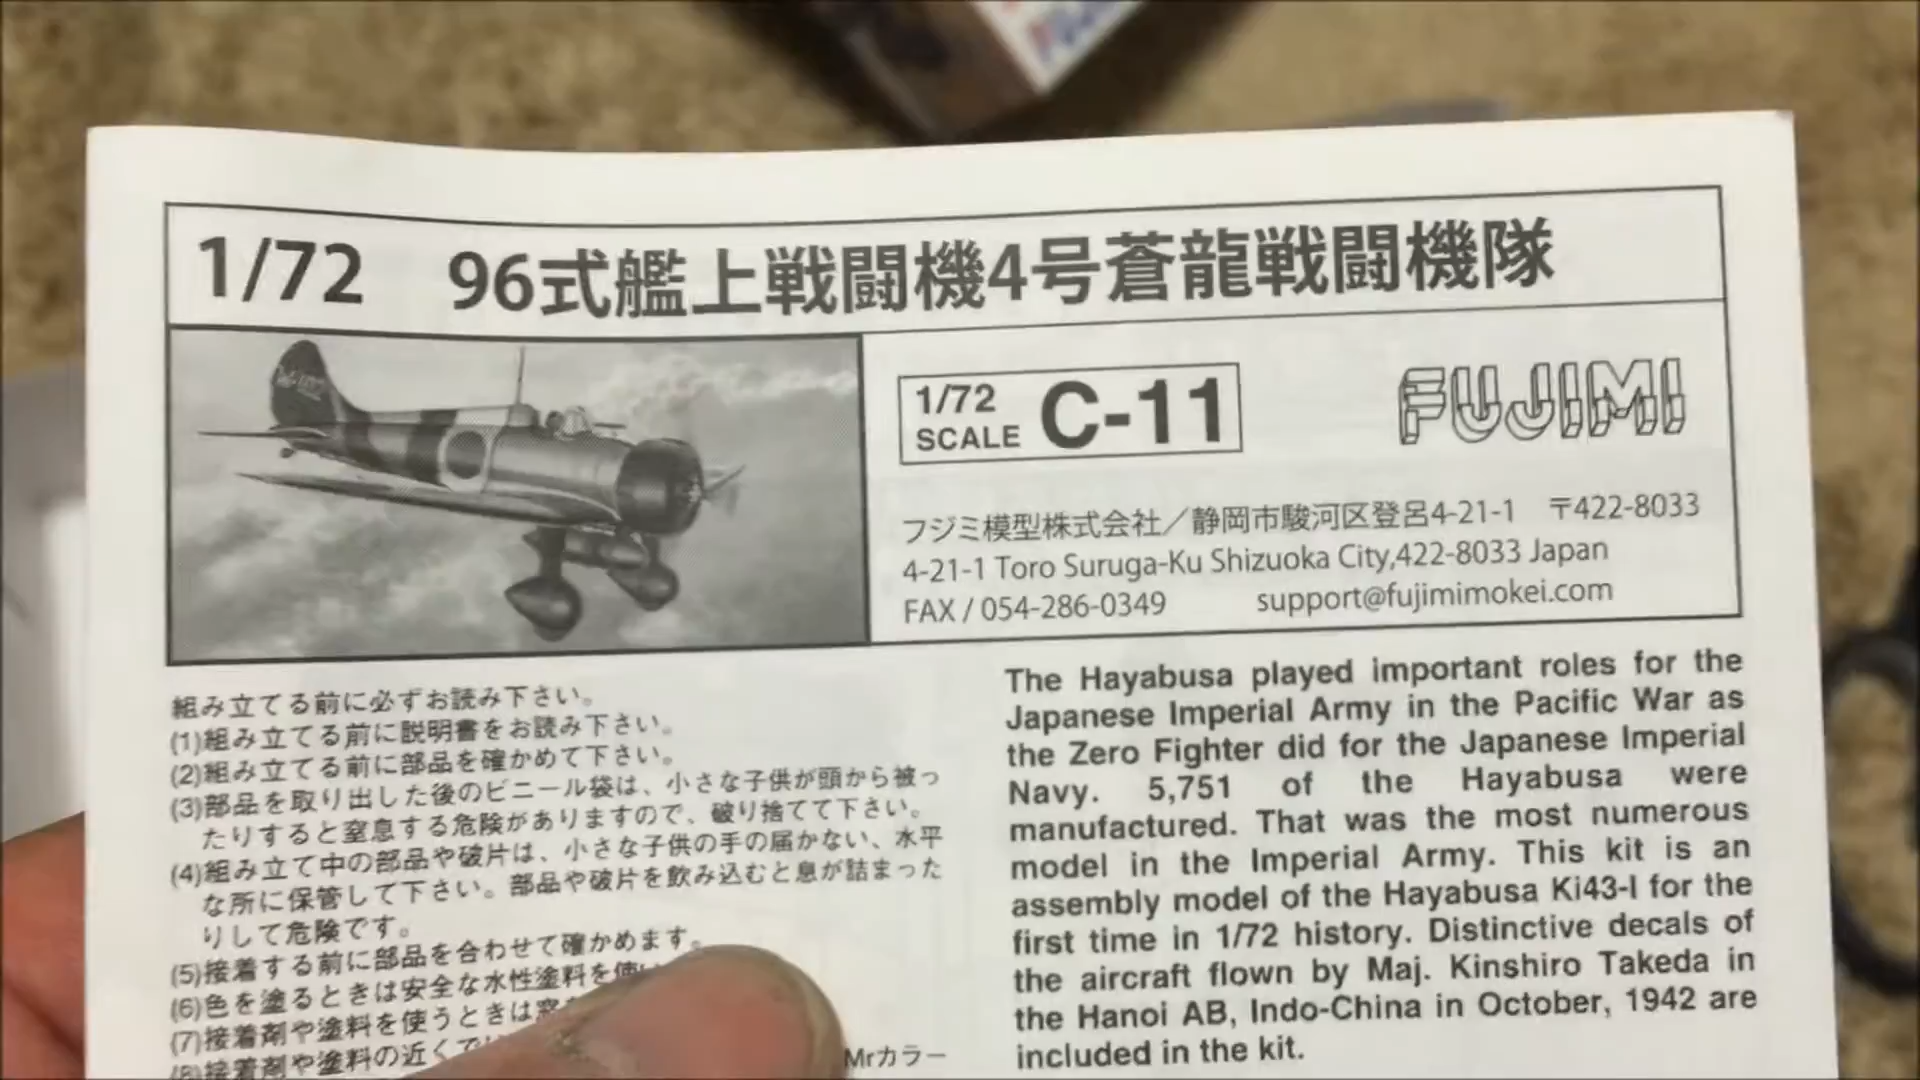 1/72 96式艦上戦闘機4号蒼龍戦闘機隊
1/72
SCALE C-11
FUJIMI
フジミ模型株式会社／静岡市駿河区登呂4-21-1 〒422-8033
4-21-1 Toro Suruga-Ku Shizuoka City,422-8033 Japan
FAX / 054-286-0349 support@fujimimokei.com
組み立てる前に必ずお読み下さい。
(1)組み立てる前に説明書をお読み下さい。
(2)組み立てる前に部品を確かめて下さい。
(3)部品を取り出した後のビニール袋は、小さな子供が頭から被っ
たりすると窒息する危険がありますので、破り捨てて下さい。
(4)組み立て中の部品や破片は、小さな子供の手の届かない、水平
な所に保管して下さい。部品や破片を飲み込むと息が詰まった
りして危険です。
(5)接着する前に部品を合わせて確かめます。
(6)色を塗るときは安全な水性塗料を使い
(7)接着剤や塗料を使うときは窓を
(8)接着剤や塗料の近くでは
Mrカラー
The Hayabusa played important roles for the
Japanese Imperial Army in the Pacific War as
the Zero Fighter did for the Japanese Imperial
Navy. 5,751 of the Hayabusa were
manufactured. That was the most numerous
model in the Imperial Army. This kit is an
assembly model of the Hayabusa Ki43-I for the
first time in 1/72 history. Distinctive decals of
the aircraft flown by Maj. Kinshiro Takeda in
the Hanoi AB, Indo-China in October, 1942 are
included in the kit.